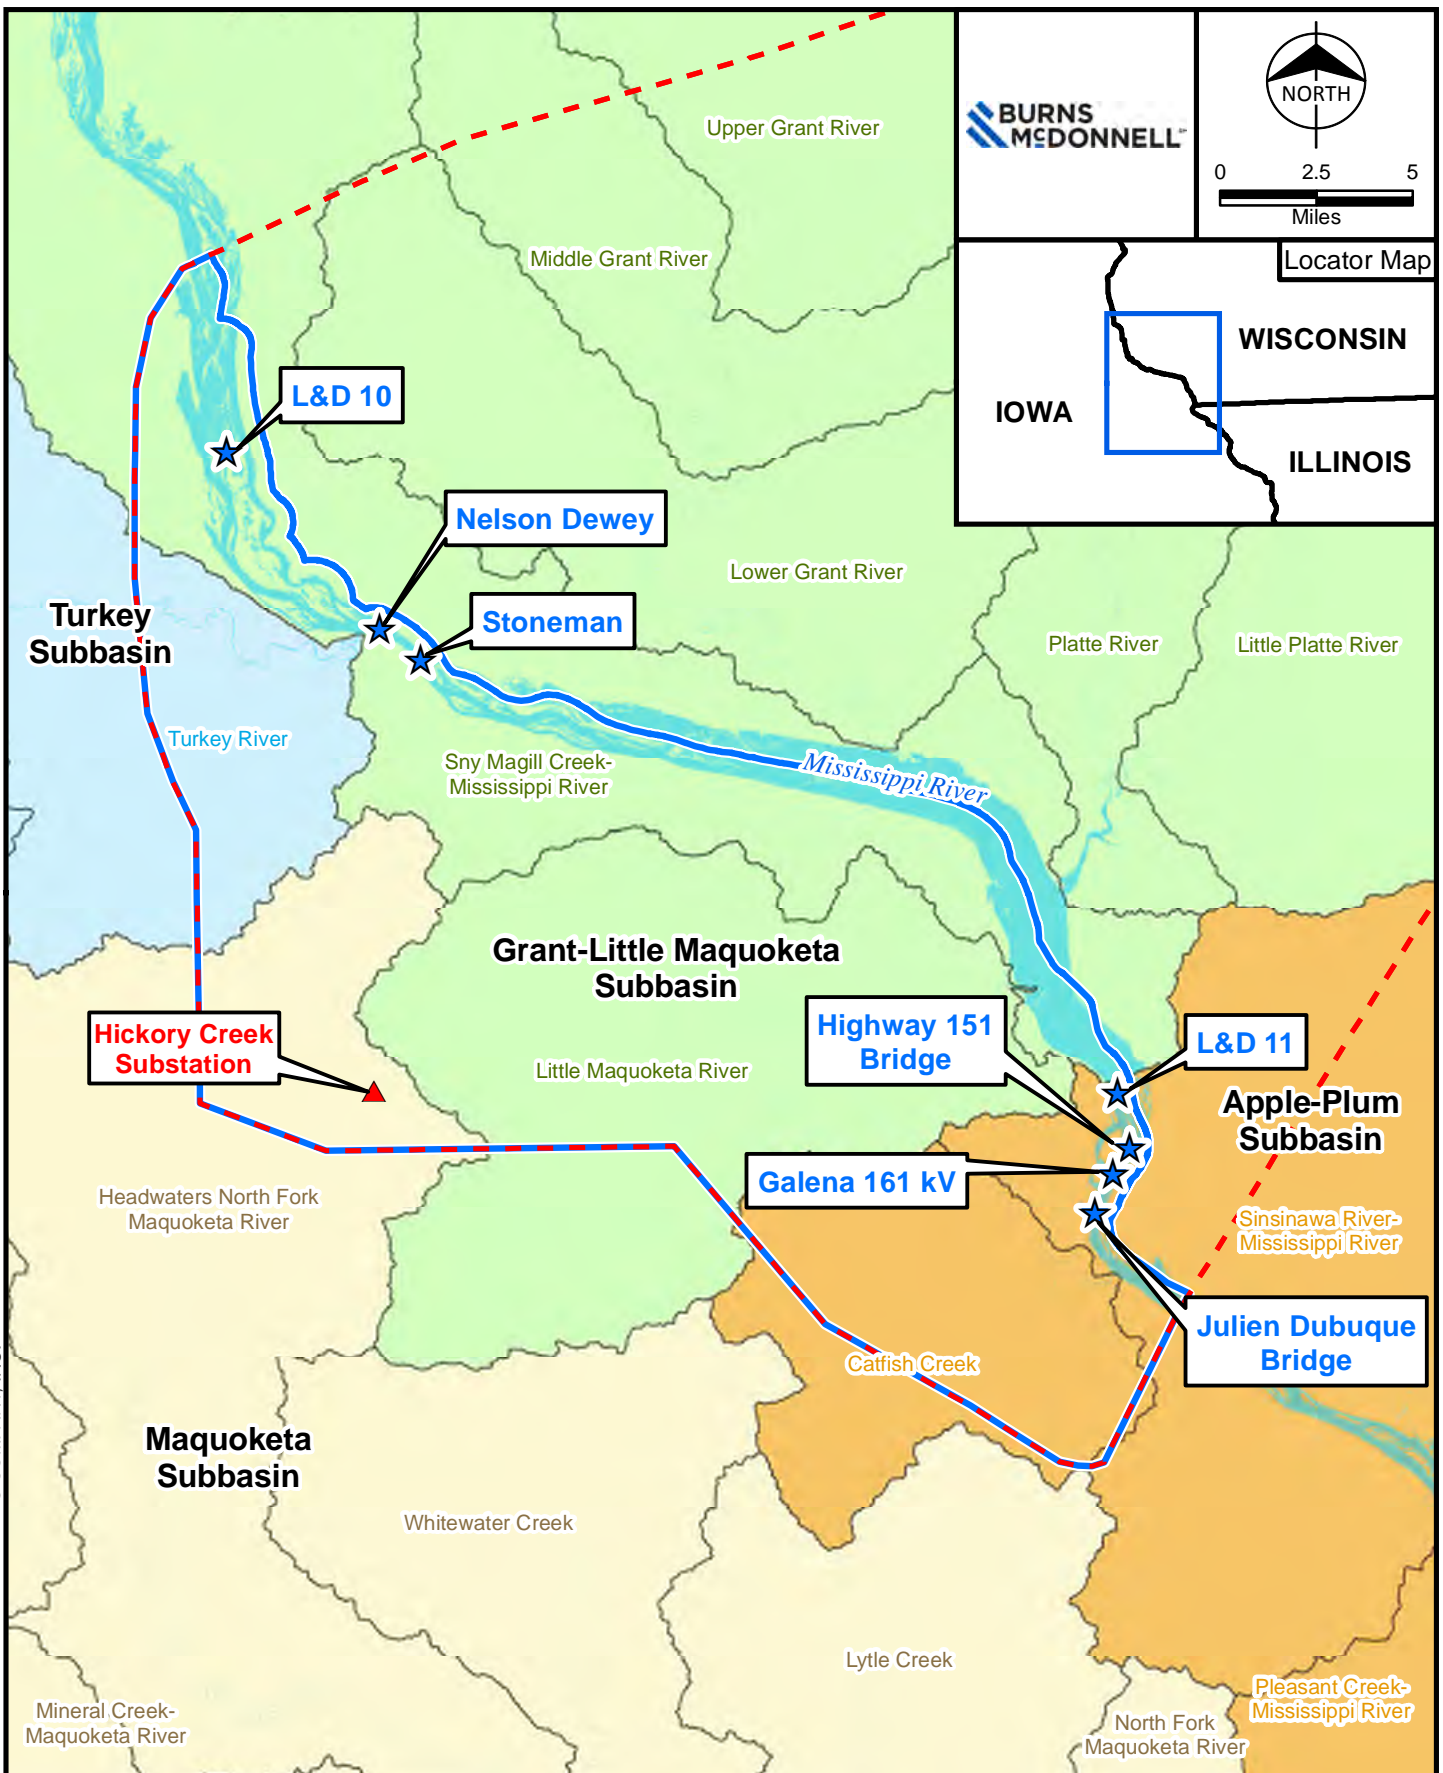 Upper Grant River
BURNS
McDONNELL
SM
NORTH
0 2.5 5
Miles
Locator Map
WISCONSIN
IOWA
ILLINOIS
Middle Grant River
L&D 10
Nelson Dewey
Lower Grant River
Stoneman
Turkey
Subbasin
Platte River
Little Platte River
Turkey River
Sny Magill Creek-
Mississippi River
Mississippi River
Grant-Little Maquoketa
Subbasin
Highway 151
Bridge
Hickory Creek
Substation
L&D 11
Little Maquoketa River
Apple-Plum
Subbasin
Galena 161 kV
Headwaters North Fork
Maquoketa River
Sinsinawa River-
Mississippi River
Julien Dubuque
Bridge
Catfish Creek
Maquoketa
Subbasin
Whitewater Creek
Lytle Creek
Pleasant Creek-
Mississippi River
Mineral Creek-
Maquoketa River
North Fork
Maquoketa River